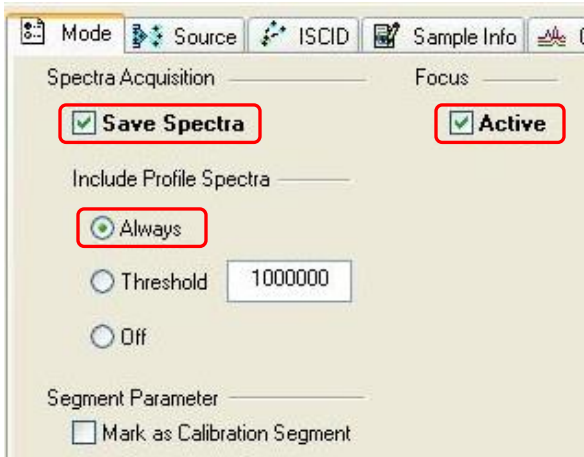 Mode Source ISCID Sample Info
Spectra Acquisition Focus
Save Spectra Active
Include Profile Spectra
Always
Threshold 1000000
Off
Segment Parameter
Mark as Calibration Segment